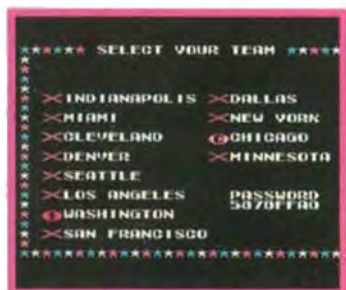 SELECT YOUR TEAM
INDIANAPOLIS
MIAMI
CLEVELAND
DENVER
SEATTLE
LOS ANGELES
WASHINGTON
SAN FRANCISCO
DALLAS
NEW YORK
CHICAGO
MINNESOTA
PASSWORD